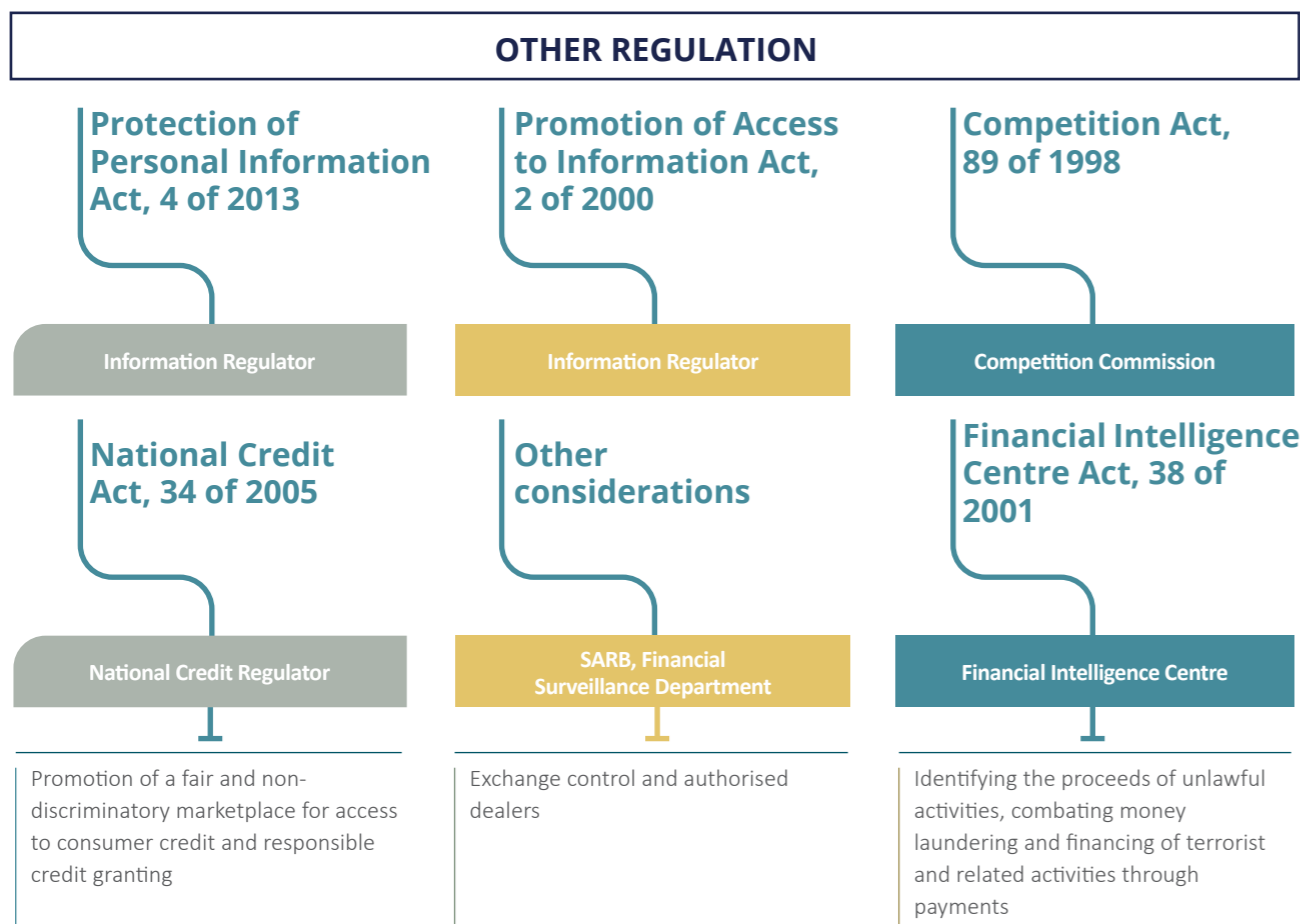 OTHER REGULATION
Protection of
Personal Information
Act, 4 of 2013
Information Regulator
Promotion of Access
to Information Act,
2 of 2000
Information Regulator
Competition Act,
89 of 1998
Competition Commission
National Credit
Act, 34 of 2005
National Credit Regulator
Promotion of a fair and non-
discriminatory marketplace for access
to consumer credit and responsible
credit granting
Other
considerations
SARB, Financial
Surveillance Department
Exchange control and authorised
dealers
Financial Intelligence
Centre Act, 38 of
2001
Financial Intelligence Centre
Identifying the proceeds of unlawful
activities, combating money
laundering and financing of terrorist
and related activities through
payments